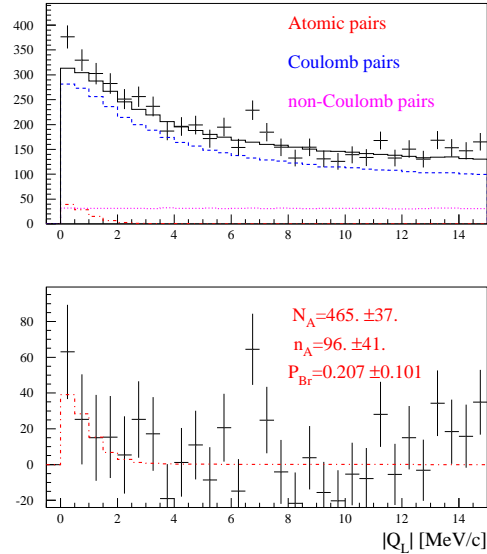 400
350
300
250
200
150
100
50
0
Atomic pairs
Coulomb pairs
non-Coulomb pairs
0 2 4 6 8 10 12 14
80
60
40
20
0
-20
N_A=465. ±37.
n_A=96. ±41.
P_Br=0.207 ±0.101
0 2 4 6 8 10 12 14
|Q_L| [MeV/c]